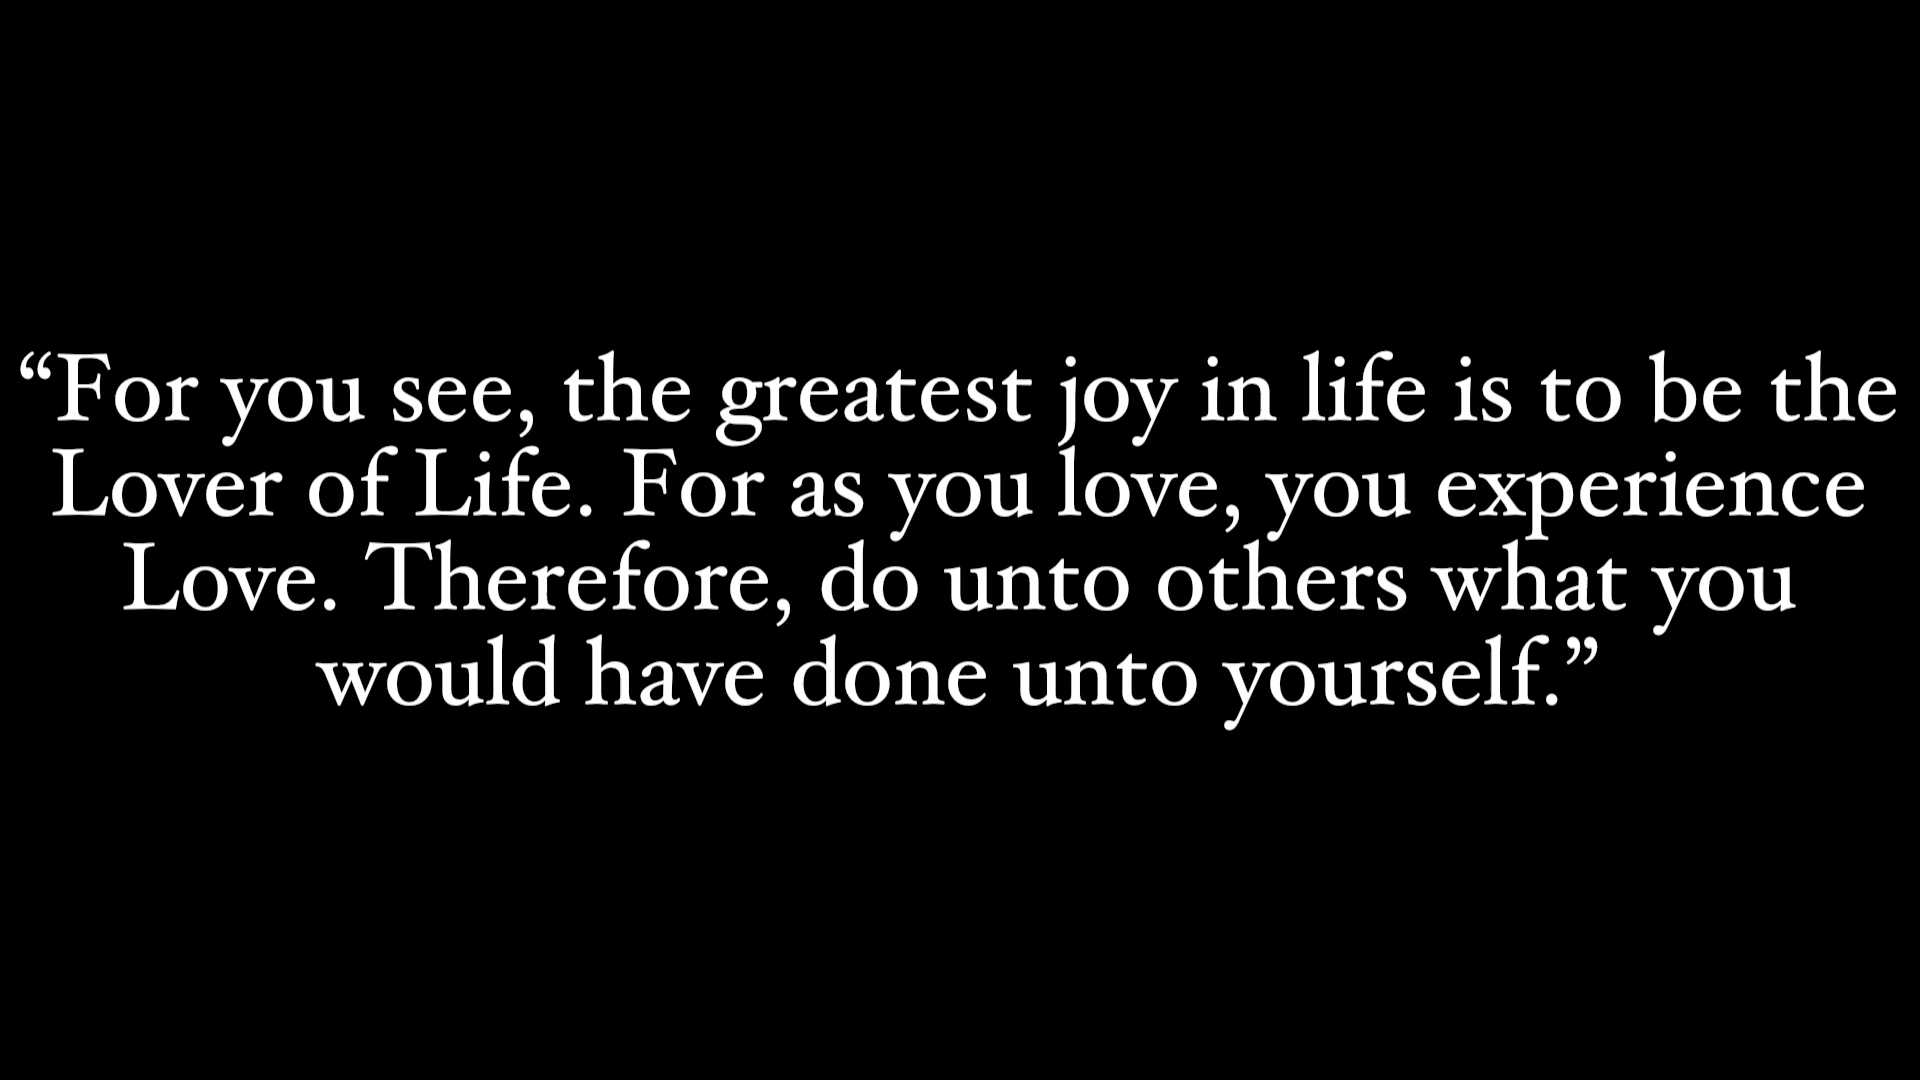 “For you see, the greatest joy in life is to be the
Lover of Life. For as you love, you experience
Love. Therefore, do unto others what you
would have done unto yourself.”